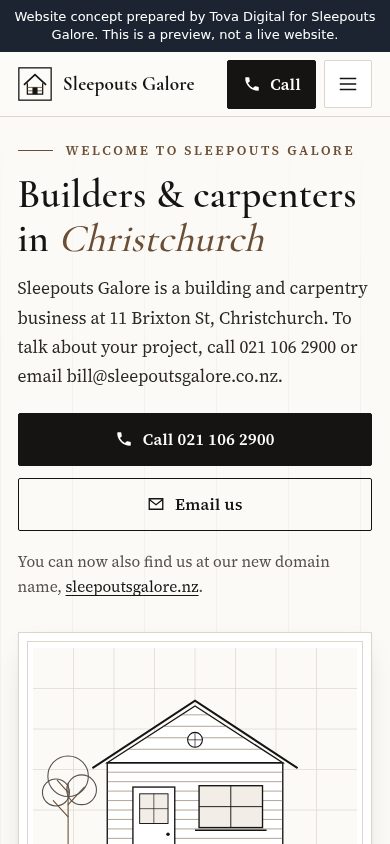 Website concept prepared by Tova Digital for Sleepouts
Galore. This is a preview, not a live website.
Sleepouts Galore
Call
WELCOME TO SLEEPOUTS GALORE
Builders & carpenters
in Christchurch
Sleepouts Galore is a building and carpentry
business at 11 Brixton St, Christchurch. To
talk about your project, call 021 106 2900 or
email bill@sleepoutsgalore.co.nz.
Call 021 106 2900
Email us
You can now also find us at our new domain
name, sleepoutsgalore.nz.